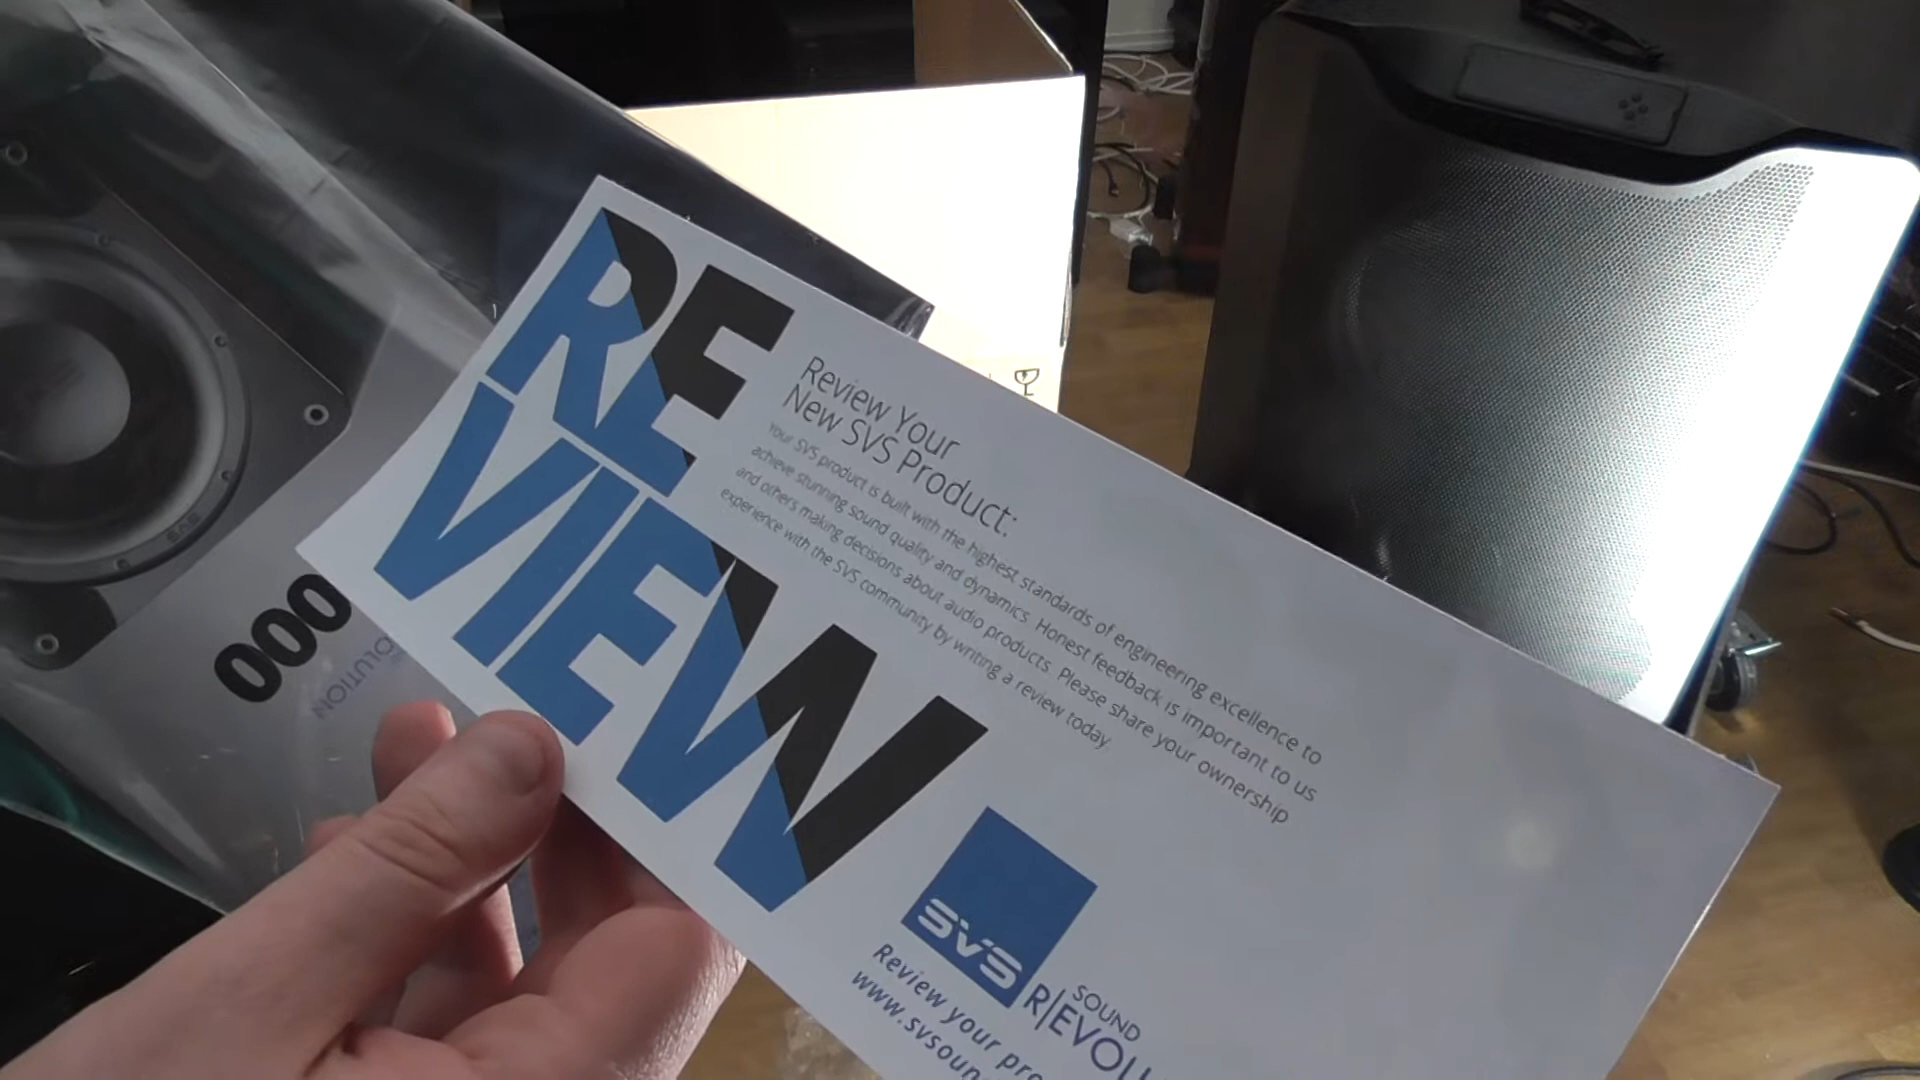 RE
VIEW
Review Your
New SVS Product:
Your SVS product is built with the highest standards of engineering excellence to
achieve stunning sound quality and dynamics. Honest feedback is important to us
and others making decisions about audio products. Please share your ownership
experience with the SVS community by writing a review today.
SVS
SOUND
R|EVOLU
Review your pro
www.svsoun
000
OLUTION